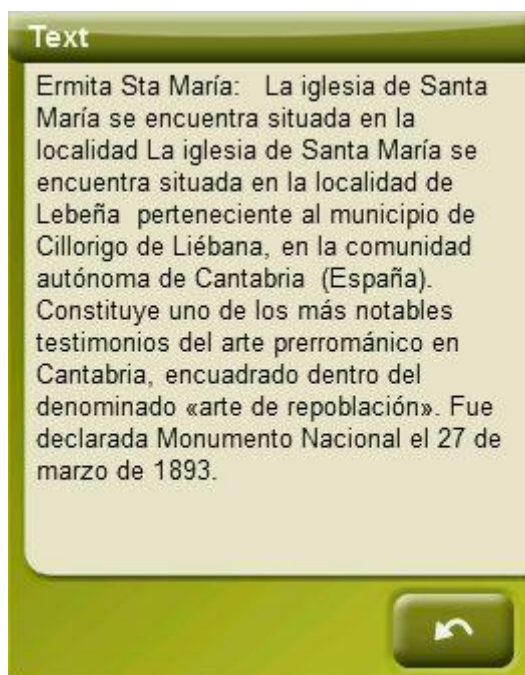 Text
Ermita Sta María:   La iglesia de Santa
María se encuentra situada en la
localidad La iglesia de Santa María se
encuentra situada en la localidad de
Lebeña  perteneciente al municipio de
Cillorigo de Liébana, en la comunidad
autónoma de Cantabria  (España).
Constituye uno de los más notables
testimonios del arte prerrománico en
Cantabria, encuadrado dentro del
denominado «arte de repoblación». Fue
declarada Monumento Nacional el 27 de
marzo de 1893.